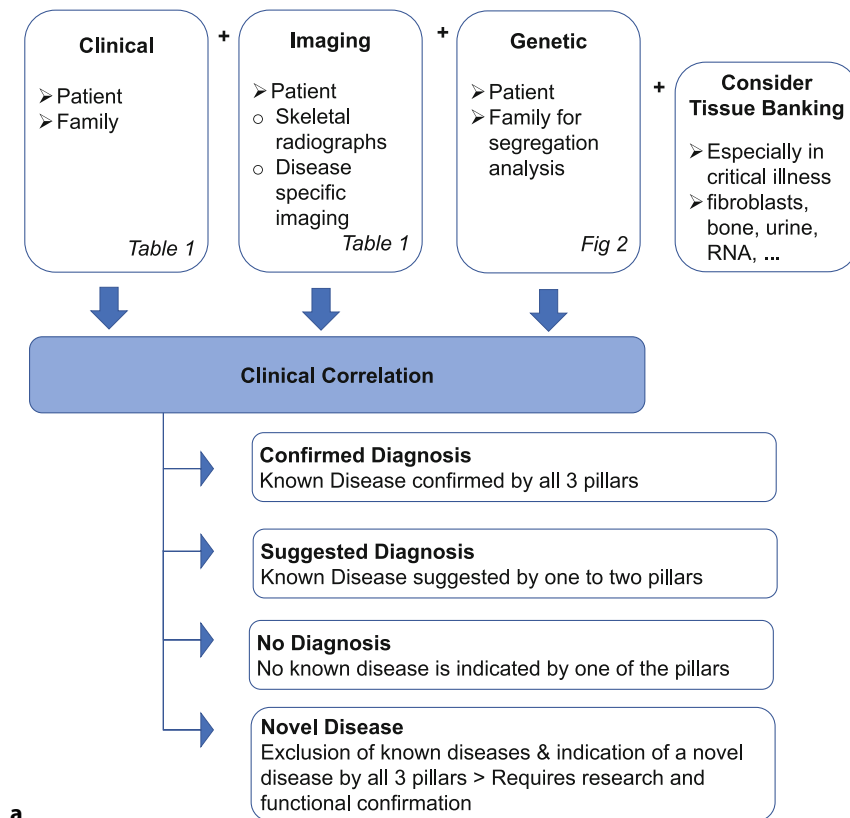 Clinical
➢ Patient
➢ Family
Table 1
+
Imaging
➢ Patient
○ Skeletal
radiographs
○ Disease
specific
imaging
Table 1
+
Genetic
➢ Patient
➢ Family for
segregation
analysis
Fig 2
+
Consider
Tissue Banking
➢ Especially in
critical illness
➢ fibroblasts,
bone, urine,
RNA, ...
Clinical Correlation
Confirmed Diagnosis
Known Disease confirmed by all 3 pillars
Suggested Diagnosis
Known Disease suggested by one to two pillars
No Diagnosis
No known disease is indicated by one of the pillars
Novel Disease
Exclusion of known diseases & indication of a novel
disease by all 3 pillars > Requires research and
functional confirmation
a